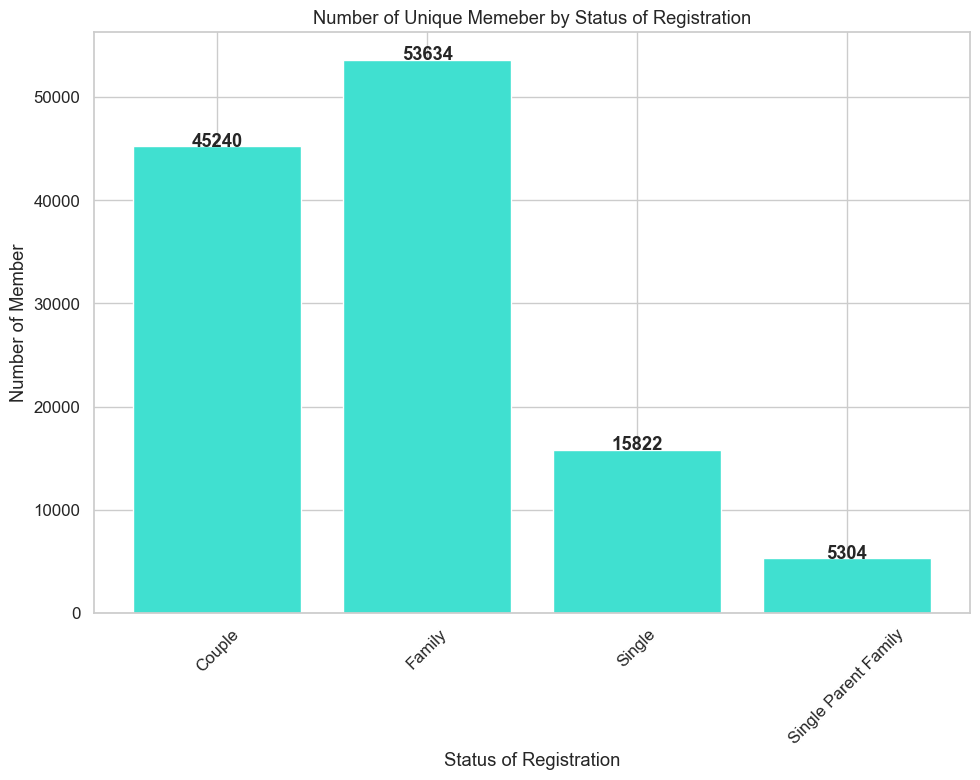 Number of Unique Memeber by Status of Registration
53634
50000
45240
40000
Number of Member
30000
20000
15822
10000
5304
0
Couple
Family
Single
Single Parent Family
Status of Registration